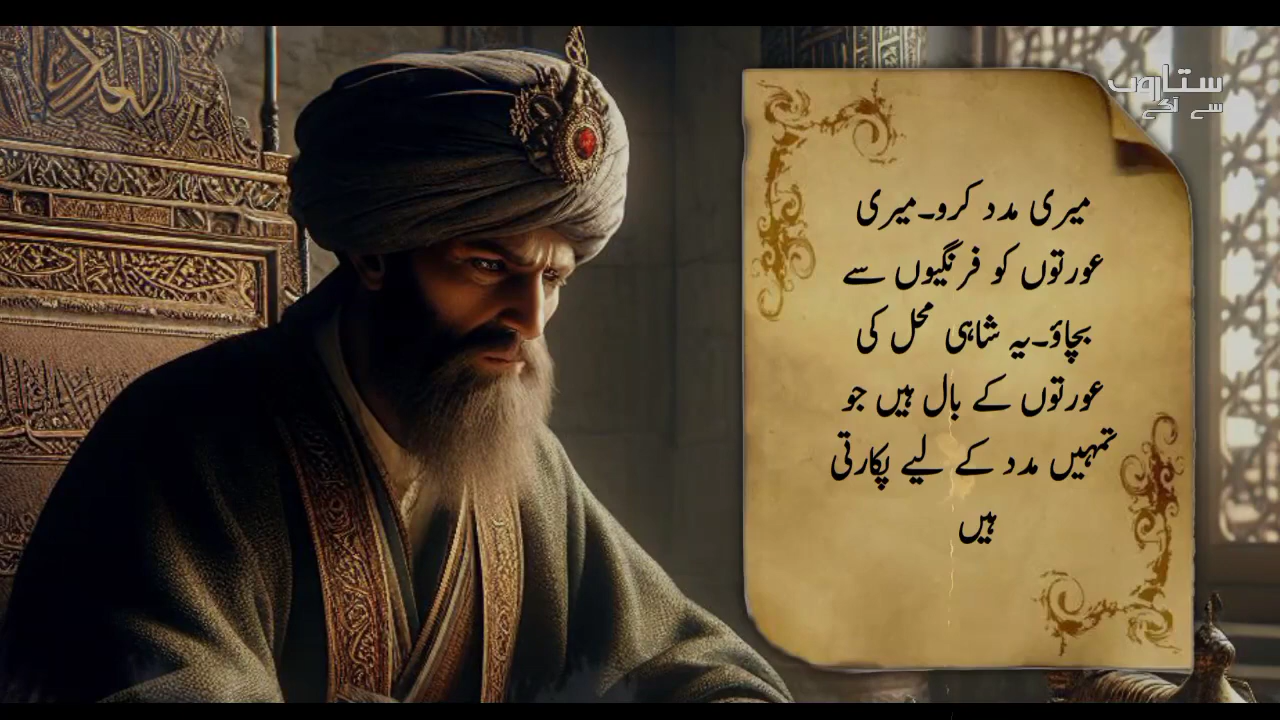 ستاروں
سے آگے
میری مدد کرو۔میری
عورتوں کو فرنگیوں سے
بچاؤ۔یہ شاہی محل کی
عورتوں کے بال ہیں جو
تمہیں مدد کے لیے پکارتی
ہیں